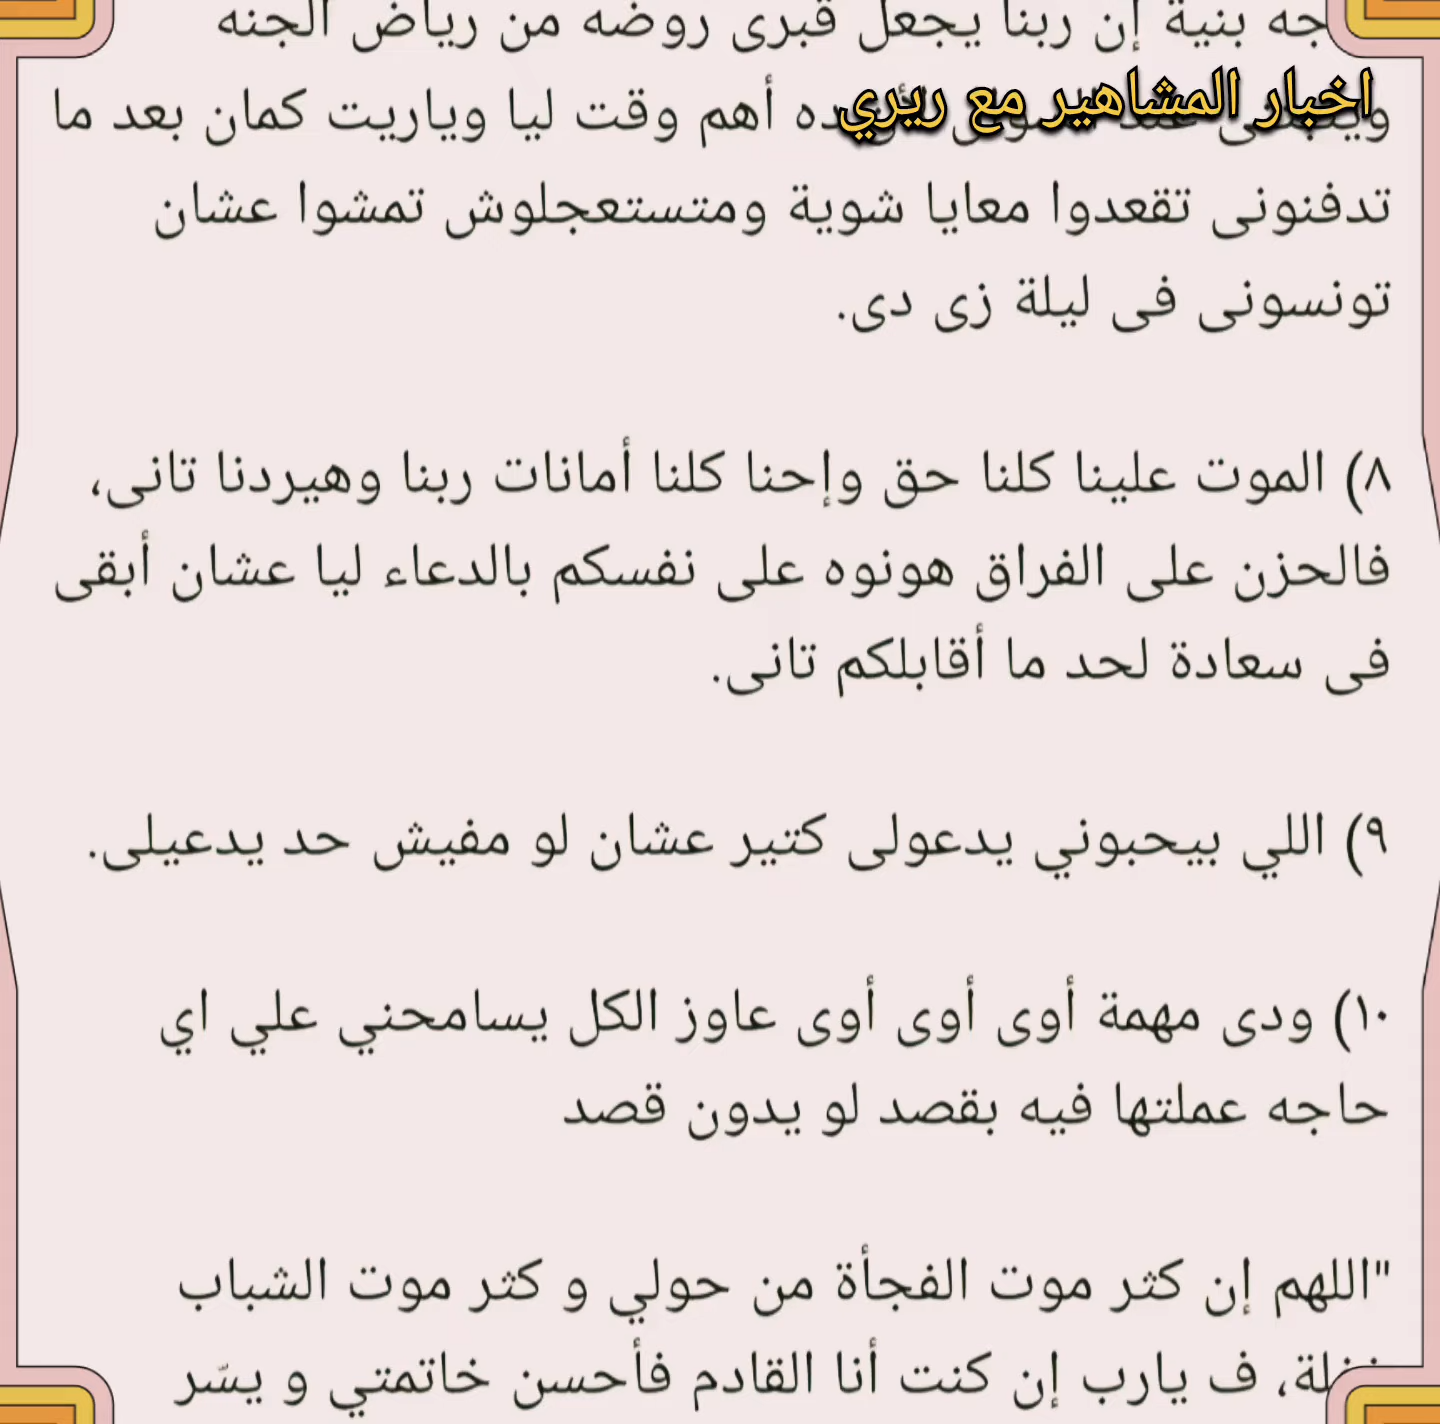 جه بنية إن ربنا يجعل قبرى روضه من رياض الجنه
اخبار المشاهير مع ريري
ده أهم وقت ليا وياريت كمان بعد ما
تدفنونى تقعدوا معايا شوية ومتستعجلوش تمشوا عشان
تونسونى فى ليلة زى دى.
٨) الموت علينا كلنا حق وإحنا كلنا أمانات ربنا وهيردنا تانى،
فالحزن على الفراق هونوه على نفسكم بالدعاء ليا عشان أبقى
فى سعادة لحد ما أقابلكم تانى.
٩) اللي بيحبوني يدعولى كتير عشان لو مفيش حد يدعيلى.
١٠) ودى مهمة أوى أوى أوى عاوز الكل يسامحني علي اي
حاجه عملتها فيه بقصد لو يدون قصد
"اللهم إن كثر موت الفجأة من حولي و كثر موت الشباب
ف يارب إن كنت أنا القادم فأحسن خاتمتي و يسّر